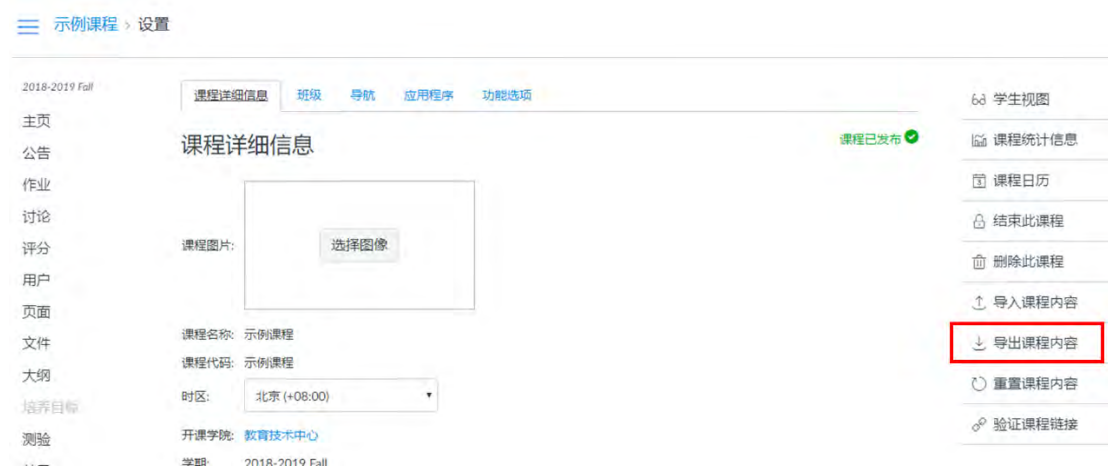 示例课程 > 设置
2018-2019 Fall
主页
公告
作业
讨论
评分
用户
页面
文件
大纲
培养目标
测验
课程详细信息 班级 导航 应用程序 功能选项
课程详细信息
课程已发布
课程图片:
选择图像
课程名称: 示例课程
课程代码: 示例课程
时区: 北京 (+08:00)
开课学院: 教育技术中心
学期: 2018-2019 Fall
学生视图
课程统计信息
课程日历
结束此课程
删除此课程
导入课程内容
导出课程内容
重置课程内容
验证课程链接